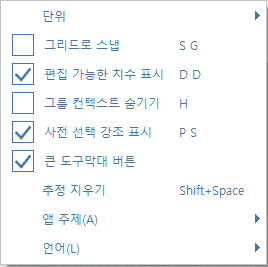 단위
그리드로 스냅 S G
편집 가능한 치수 표시 D D
그룹 컨텍스트 숨기기 H
사전 선택 강조 표시 P S
큰 도구막대 버튼
추정 지우기 Shift+Space
앱 주제(A)
언어(L)